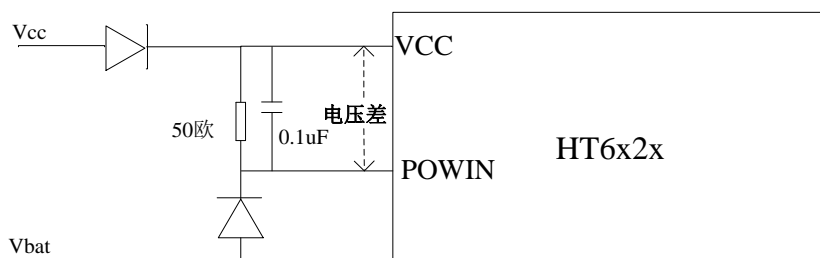 Vcc
VCC
电压差
50欧
0.1uF
HT6x2x
POWIN
Vbat